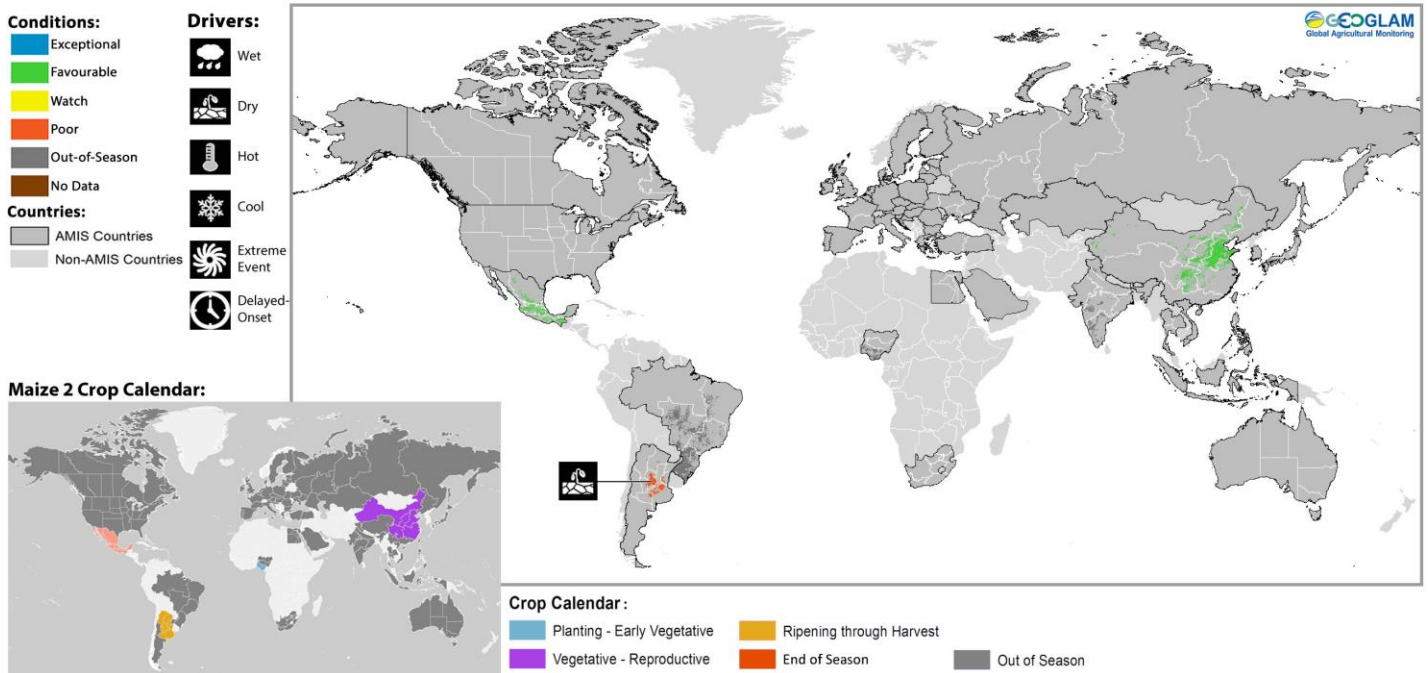 Conditions:
Exceptional
Favourable
Watch
Poor
Out-of-Season
No Data
Countries:
AMIS Countries
Non-AMIS Countries
Drivers:
Wet
Dry
Hot
Cool
Extreme
Event
Delayed-
Onset
GEOGLAM
Global Agricultural Monitoring
Maize 2 Crop Calendar:
Crop Calendar :
Planting - Early Vegetative
Vegetative - Reproductive
Ripening through Harvest
End of Season
Out of Season